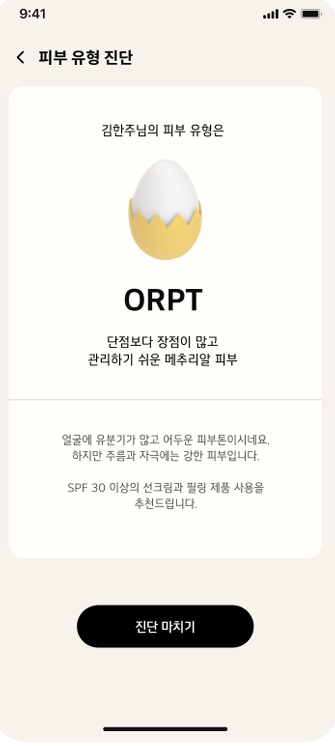 9:41
피부 유형 진단
김한주님의 피부 유형은
ORPT
단점보다 장점이 많고
관리하기 쉬운 메추리알 피부
얼굴에 유분기가 많고 어두운 피부톤이시네요.
하지만 주름과 자극에는 강한 피부입니다.
SPF 30 이상의 선크림과 필링 제품 사용을
추천드립니다.
진단 마치기